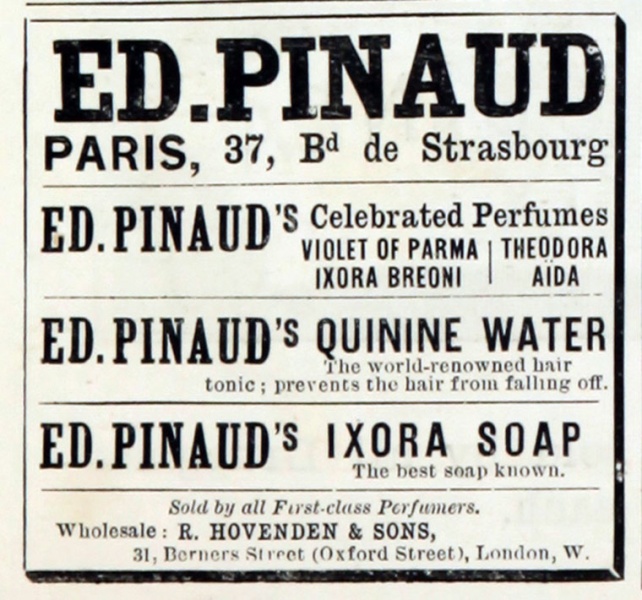 ED. PINAUD
PARIS, 37, Bd de Strasbourg
ED. PINAUD'S Celebrated Perfumes
VIOLET OF PARMA | THEODORA
IXORA BREONI | AÏDA
ED. PINAUD'S QUININE WATER
The world-renowned hair
tonic; prevents the hair from falling off.
ED. PINAUD'S IXORA SOAP
The best soap known.
Sold by all First-class Perfumers.
Wholesale: R. HOVENDEN & SONS,
31, Berners Street (Oxford Street), London, W.